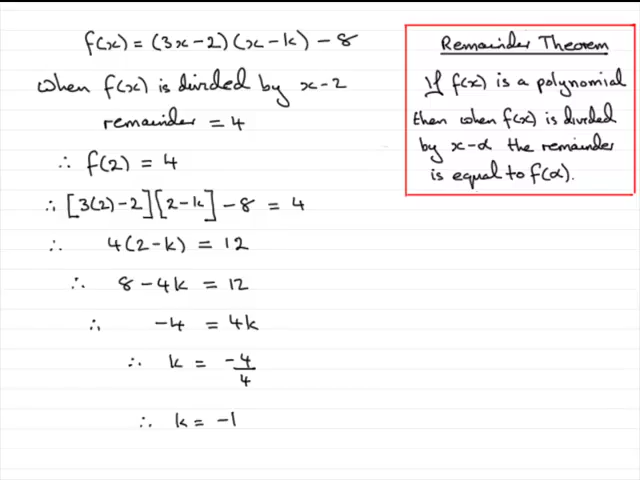 f(x) = (3x-2)(x-k) - 8
When f(x) is divided by x-2
remainder = 4
∴ f(2) = 4
∴ [3(2)-2][2-k] - 8 = 4
∴ 4(2-k) = 12
∴ 8 - 4k = 12
∴ -4 = 4k
∴ k = -4/4
∴ k = -1
Remainder Theorem
If f(x) is a polynomial
then when f(x) is divided
by x-α the remainder
is equal to f(α).